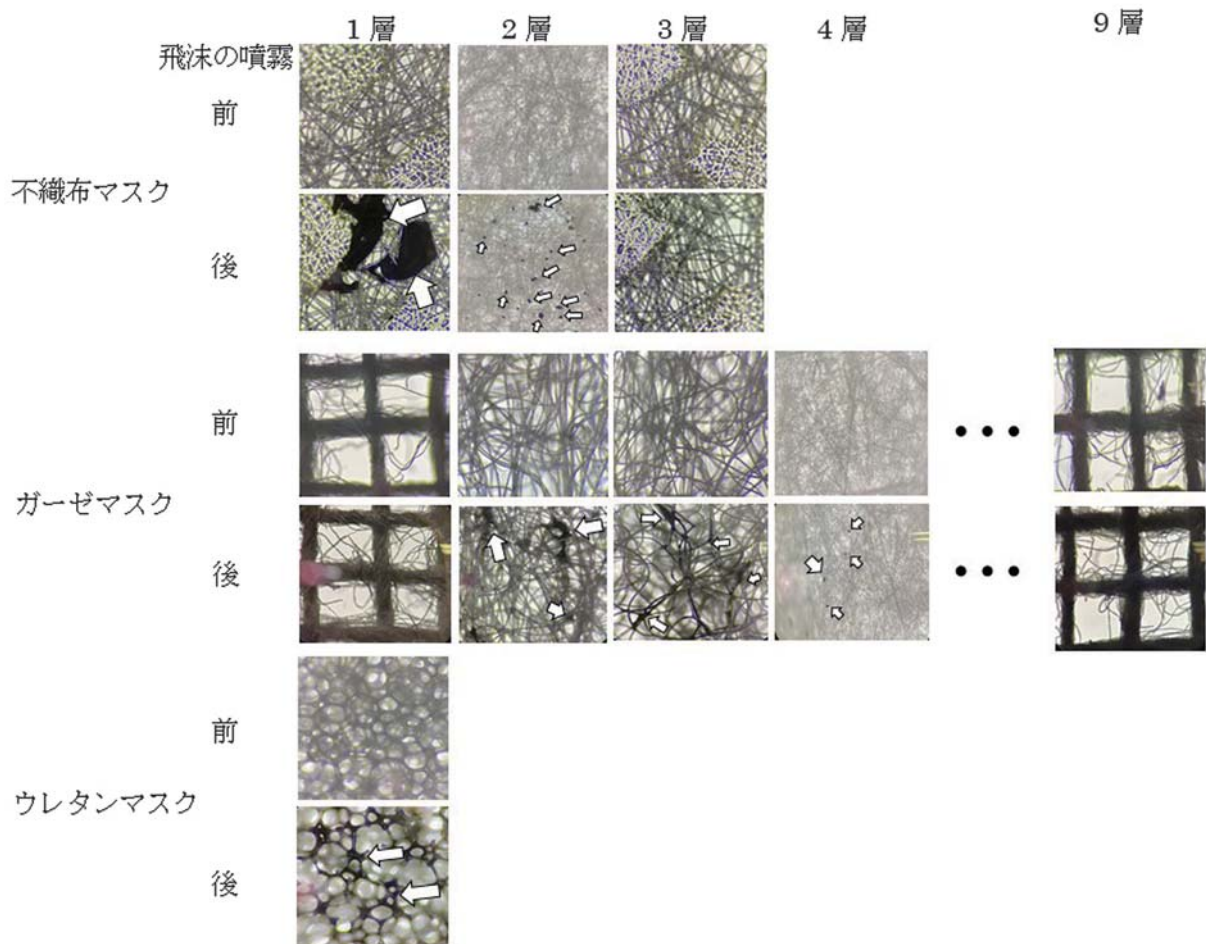 1 層 2 層 3 層 4 層 9 層
飛沫の噴霧
前
不織布マスク
後
前
ガーゼマスク
• • •
後
• • •
前
ウレタンマスク
後